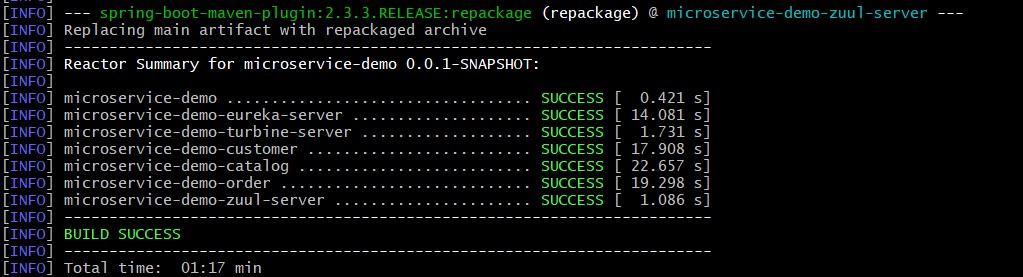 [INFO] --- spring-boot-maven-plugin:2.3.3.RELEASE:repackage (repackage) @ microservice-demo-zuul-server ---
[INFO] Replacing main artifact with repackaged archive
[INFO] ------------------------------------------------------------------------
[INFO] Reactor Summary for microservice-demo 0.0.1-SNAPSHOT:
[INFO]
[INFO] microservice-demo .................................. SUCCESS [  0.421 s]
[INFO] microservice-demo-eureka-server .................... SUCCESS [ 14.081 s]
[INFO] microservice-demo-turbine-server ................... SUCCESS [  1.731 s]
[INFO] microservice-demo-customer ......................... SUCCESS [ 17.908 s]
[INFO] microservice-demo-catalog .......................... SUCCESS [ 22.657 s]
[INFO] microservice-demo-order ............................ SUCCESS [ 19.298 s]
[INFO] microservice-demo-zuul-server ...................... SUCCESS [  1.086 s]
[INFO] ------------------------------------------------------------------------
[INFO] BUILD SUCCESS
[INFO] ------------------------------------------------------------------------
[INFO] Total time:  01:17 min